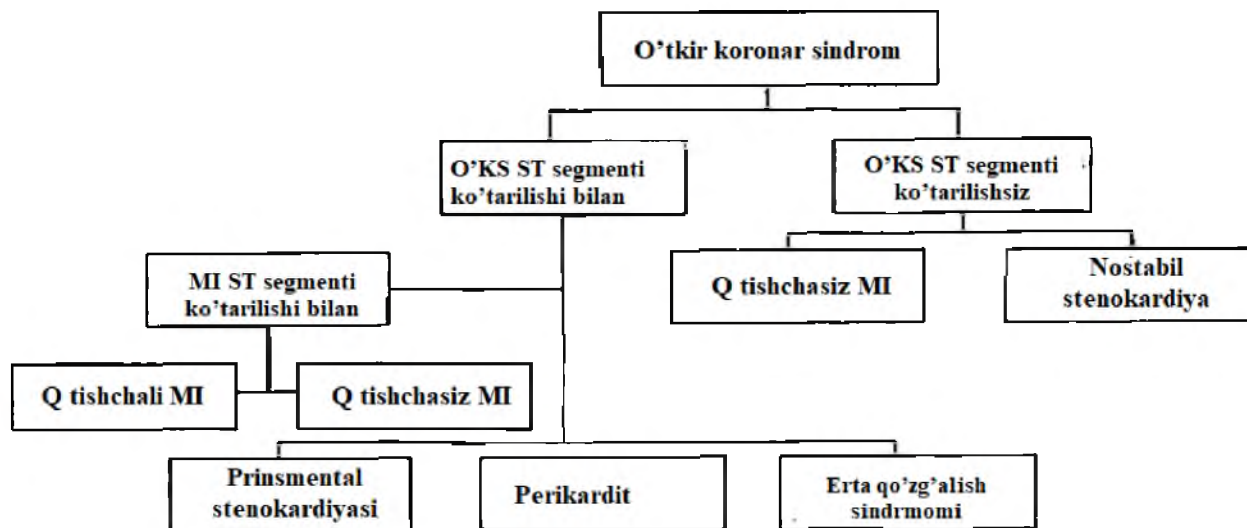 O’tkir koronar sindrom
O’KS ST segmenti
ko’tarilishi bilan
O’KS ST segmenti
ko’tarilishsiz
MI ST segmenti
ko’tarilishi bilan
Q tishchasiz MI
Nostabil
stenokardiya
Q tishchali MI
Q tishchasiz MI
Prinsmental
stenokardiyasi
Perikardit
Erta qo’zg’alish
sindrmomi